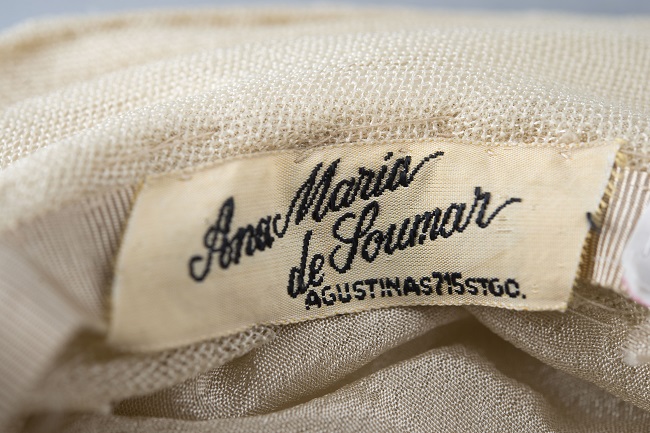 Ana Maria
de Soumar
AGUSTINAS 715 STGO.